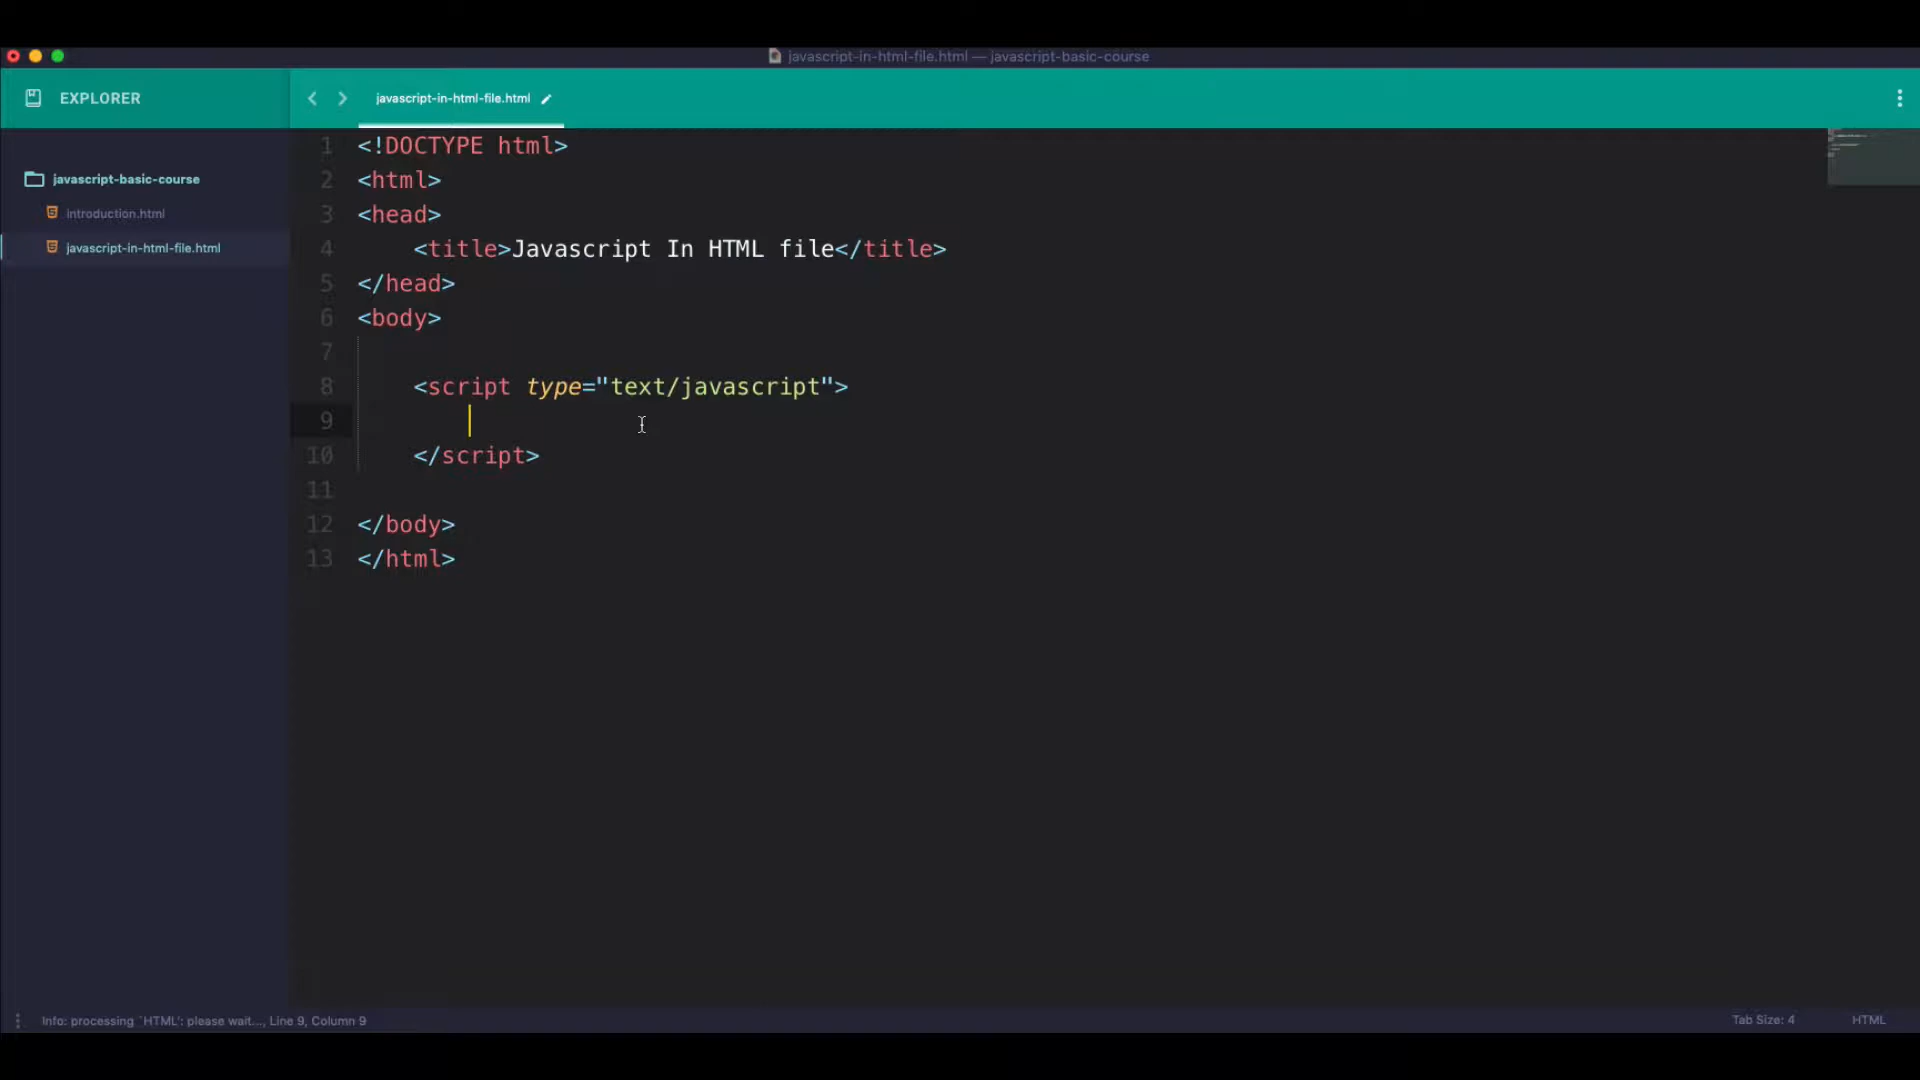 javascript-in-html-file.html — javascript-basic-course
EXPLORER
javascript-basic-course
introduction.html
javascript-in-html-file.html
javascript-in-html-file.html
1 <!DOCTYPE html>
2 <html>
3 <head>
4     <title>Javascript In HTML file</title>
5 </head>
6 <body>
7
8     <script type="text/javascript">
9
10     </script>
11
12 </body>
13 </html>
Info: processing `HTML': please wait..., Line 9, Column 9
Tab Size: 4
HTML